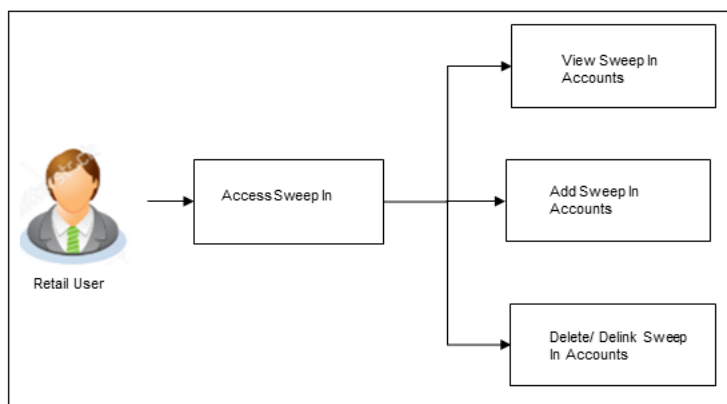 View Sweep In
Accounts
Access Sweep In
Add Sweep In
Accounts
Retail User
Delete/ Delink Sweep
In Accounts